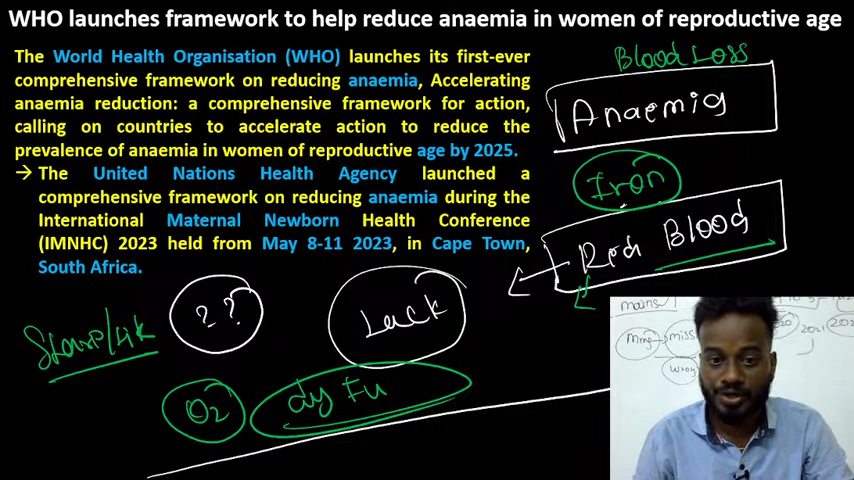 WHO launches framework to help reduce anaemia in women of reproductive age
The World Health Organisation (WHO) launches its first-ever
comprehensive framework on reducing anaemia, Accelerating
anaemia reduction: a comprehensive framework for action,
calling on countries to accelerate action to reduce the
prevalence of anaemia in women of reproductive age by 2025.
→ The United Nations Health Agency launched a
comprehensive framework on reducing anaemia during the
International Maternal Newborn Health Conference
(IMNHC) 2023 held from May 8-11 2023, in Cape Town,
South Africa.
Blood Loss
Anaemia
Iron
Red Blood
??
Lack
O2
mains
miss
2021